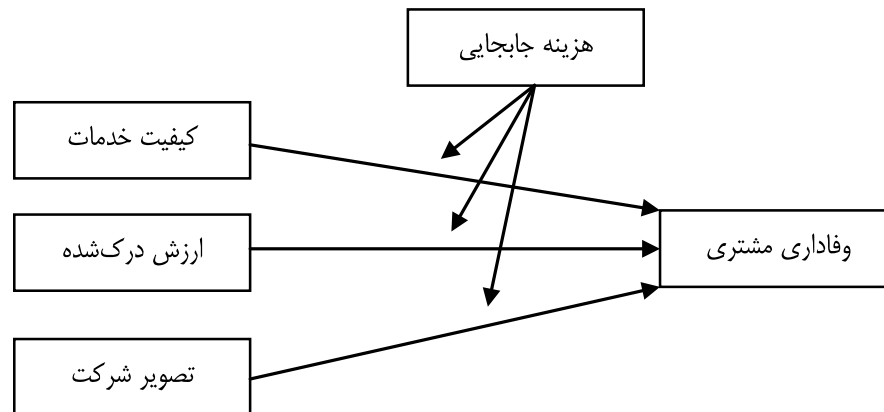 هزینه جابجایی
کیفیت خدمات
ارزش درک‌شده
وفاداری مشتری
تصویر شرکت